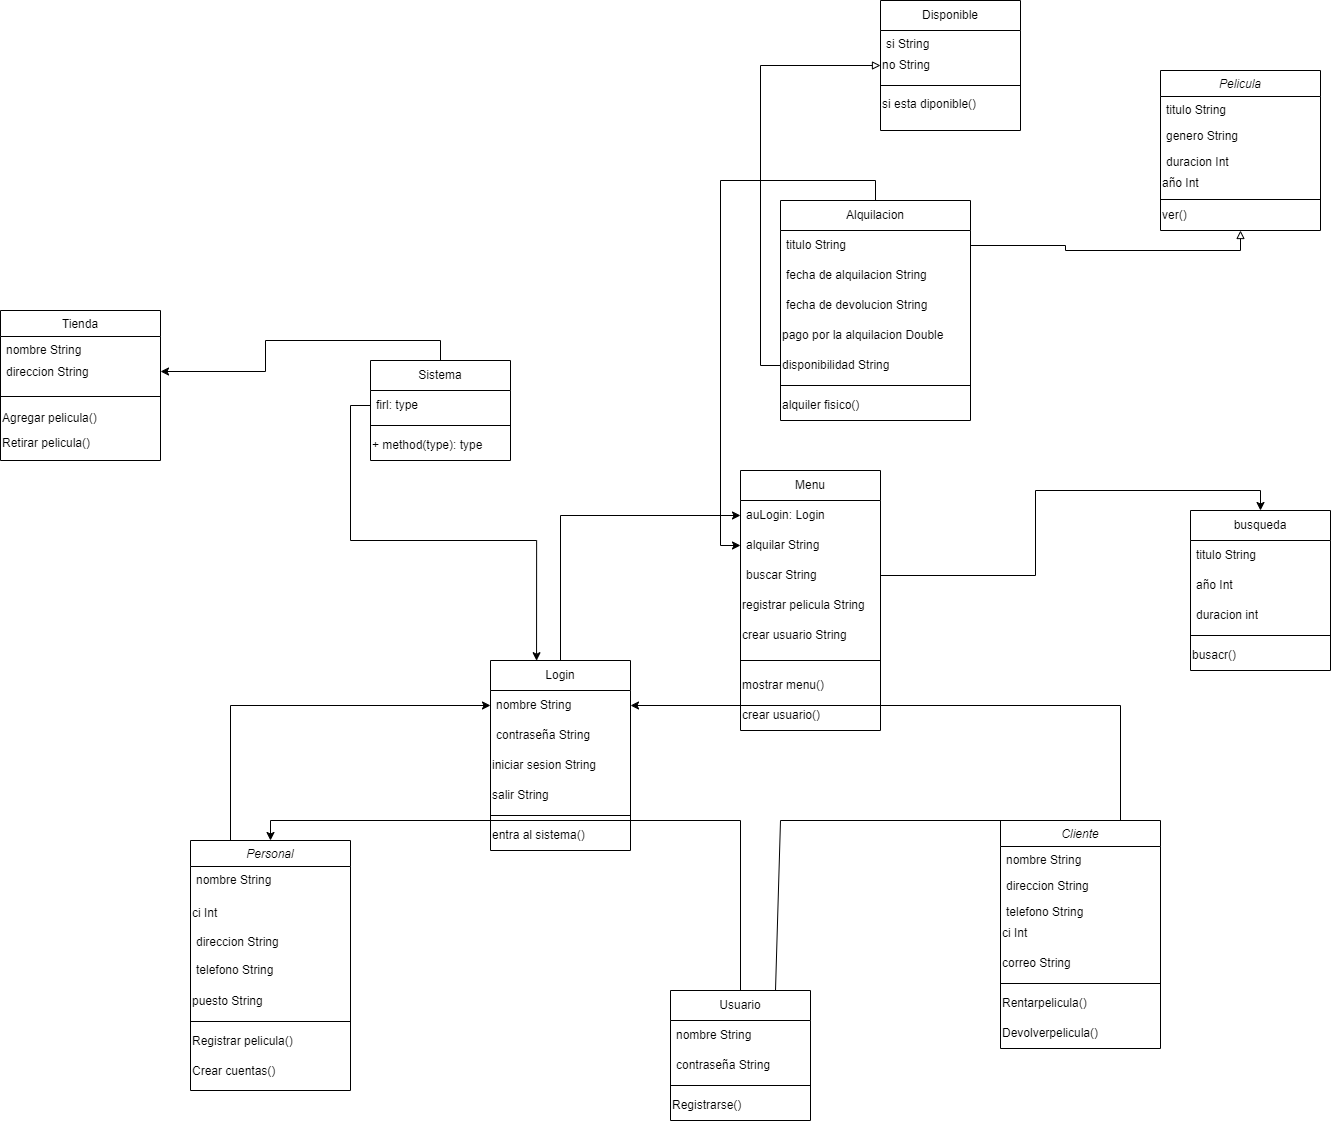 Disponible
si String
no String
si esta diponible()
Pelicula
titulo String
genero String
duracion Int
año Int
ver()
Alquilacion
titulo String
fecha de alquilacion String
fecha de devolucion String
pago por la alquilacion Double
disponibilidad String
alquiler fisico()
Tienda
nombre String
direccion String
Agregar pelicula()
Retirar pelicula()
Sistema
firl: type
+ method(type): type
Menu
auLogin: Login
alquilar String
buscar String
registrar pelicula String
crear usuario String
mostrar menu()
crear usuario()
busqueda
titulo String
año Int
duracion int
busacr()
Login
nombre String
contraseña String
iniciar sesion String
salir String
entra al sistema()
Personal
nombre String
ci Int
direccion String
telefono String
puesto String
Registrar pelicula()
Crear cuentas()
Cliente
nombre String
direccion String
telefono String
ci Int
correo String
Rentarpelicula()
Devolverpelicula()
Usuario
nombre String
contraseña String
Registrarse()